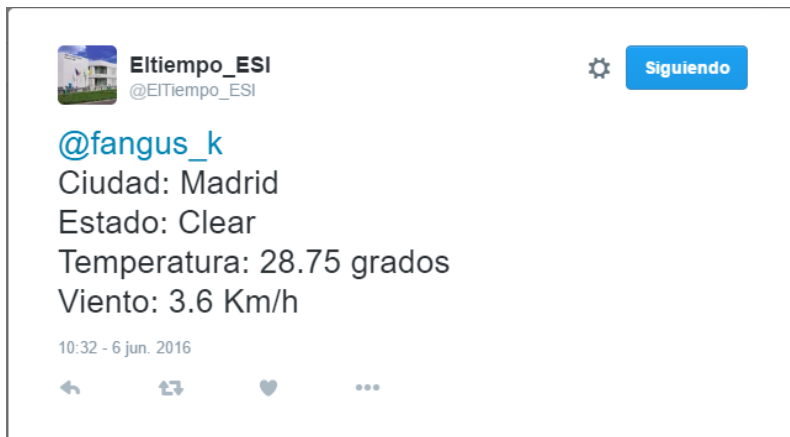 Eltiempo_ESI
@ElTiempo_ESI
Siguiendo
@fangus_k
Ciudad: Madrid
Estado: Clear
Temperatura: 28.75 grados
Viento: 3.6 Km/h
10:32 - 6 jun. 2016